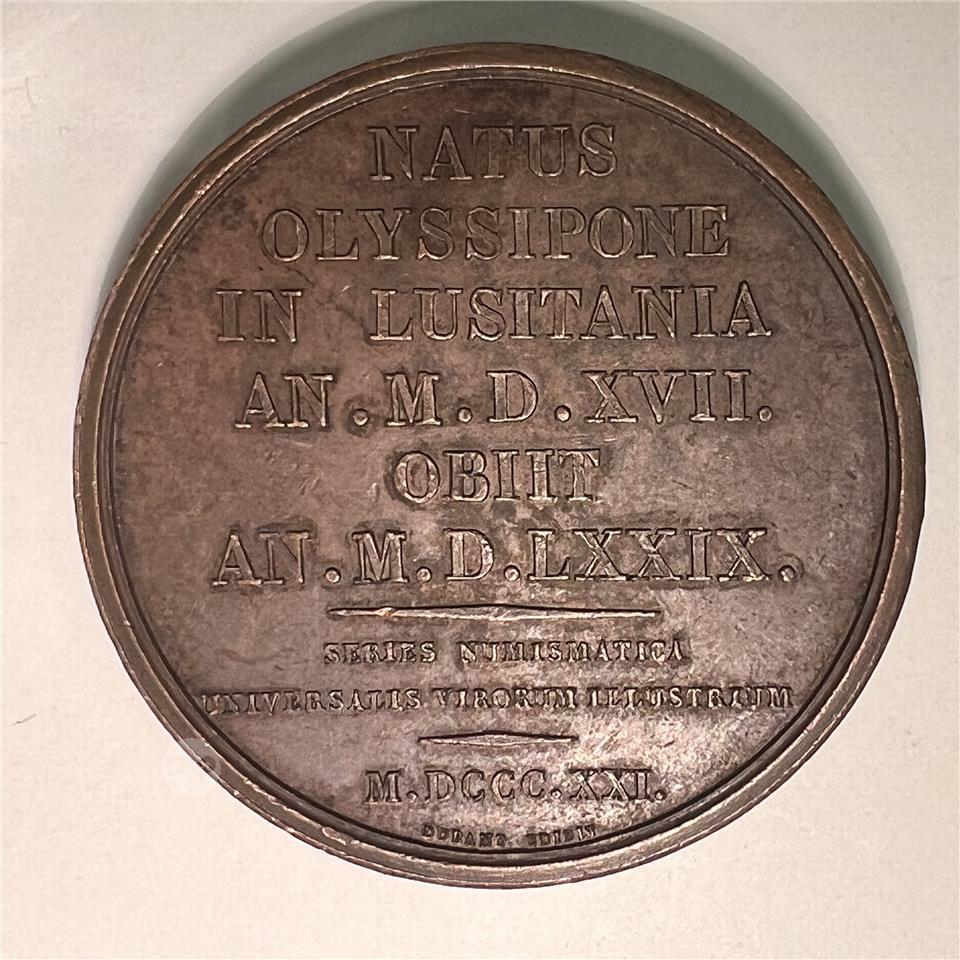 NATUS
OLYSSIPONE
IN LUSITANIA
AN. M. D. XVII.
OBIIT
AN. M. D. LXXIX.
SERIES NUMISMATICA
UNIVERSALIS VIRORUM ILLUSTRIUM
M. DCCC. XXI.
DURAND EDIDIT